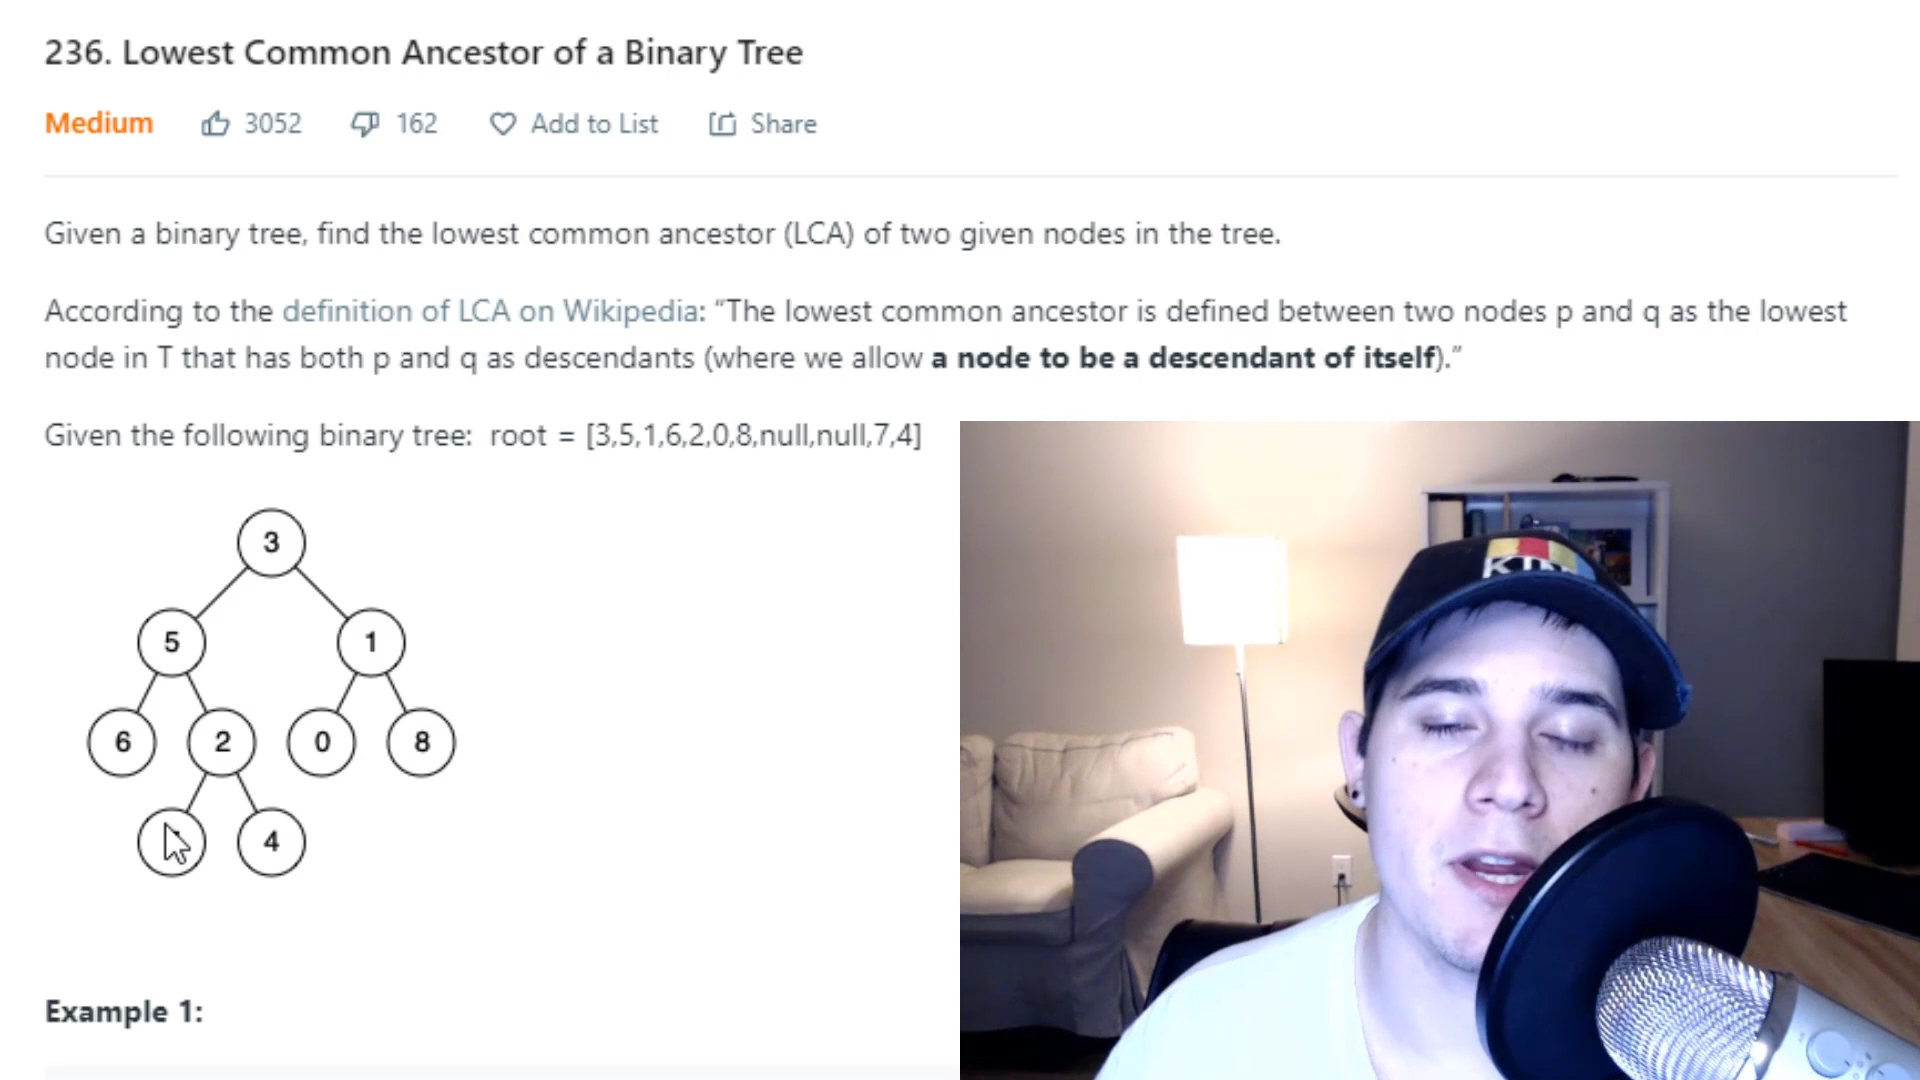 236. Lowest Common Ancestor of a Binary Tree
Medium 3052 162 Add to List Share
Given a binary tree, find the lowest common ancestor (LCA) of two given nodes in the tree.
According to the definition of LCA on Wikipedia: “The lowest common ancestor is defined between two nodes p and q as the lowest
node in T that has both p and q as descendants (where we allow a node to be a descendant of itself).”
Given the following binary tree: root = [3,5,1,6,2,0,8,null,null,7,4]
3
5 1
6 2 0 8
4
Example 1: